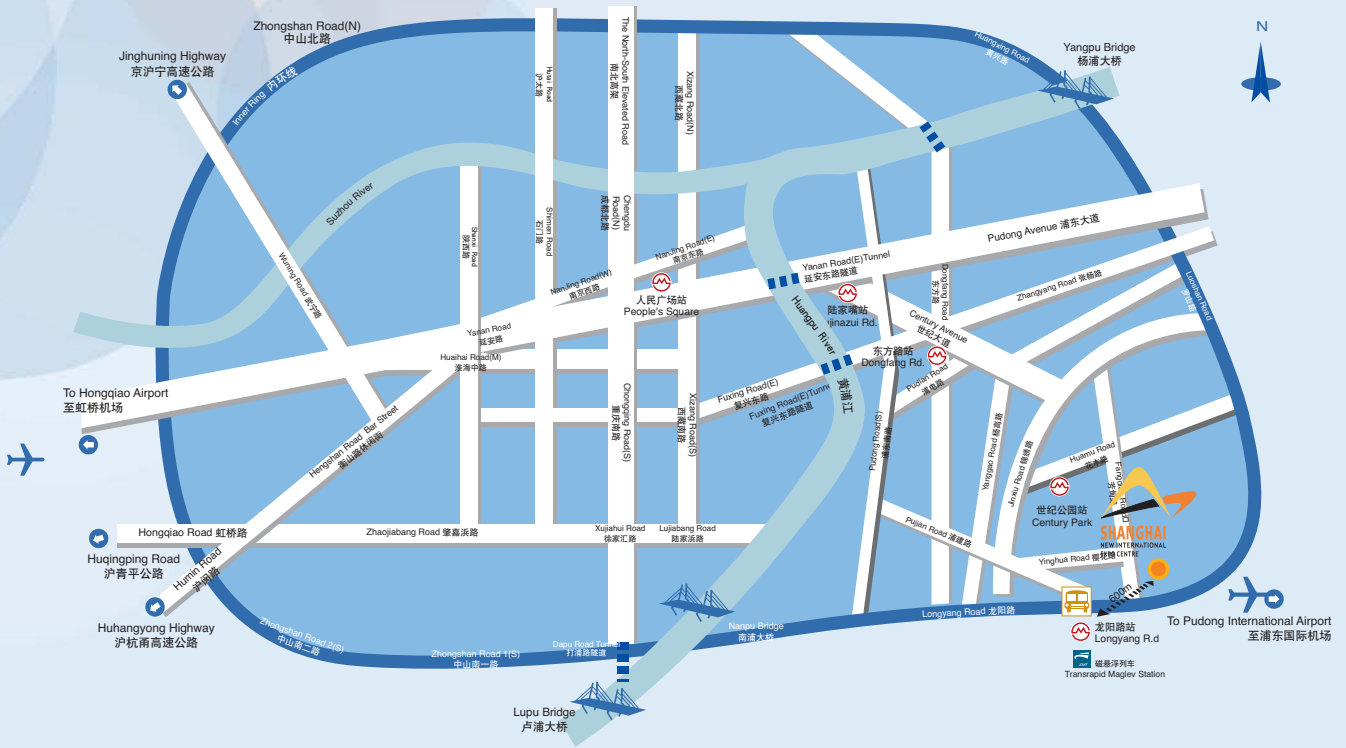 Zhongshan Road(N)
中山北路
Jinghuning Highway
京沪宁高速公路
Inner Ring 内环线
Hutai Road
沪太路
The North-South Elevated Road
南北高架
Xizang Road(N)
西藏北路
Huangxing Road
黄兴路
Yangpu Bridge
杨浦大桥
N
Suzhou River
Wuning Road 武宁路
Shanxi Road
陕西路
Shimen Road
石门路
Chengdu
Road(N)
成都北路
NanJing Road(E)
南京东路
NanJing Road(W)
南京西路
人民广场站
People's Square
Yanan Road(E)Tunnel
延安东路隧道
Pudong Avenue 浦东大道
Zhangyang Road 张杨路
Luoshan Road
罗山路
Dongfang Road
东方路
陆家嘴站
Century Avenue
世纪大道
Huangpu River
黄浦江
东方路站
Dongfang Rd.
Pudian Road
浦电路
Yanan Road
延安路
Huaihai Road(M)
淮海中路
To Hongqiao Airport
至虹桥机场
Hengshan Road Bar Street
衡山路休闲街
Chongqing Road(S)
重庆南路
Xizang Road(S)
西藏南路
Fuxing Road(E)
复兴东路
Fuxing Road(E)Tunnel
复兴东路隧道
Pudong Road(S)
浦东南路
Yanggao Road 杨高路
Jinxiu Road 锦绣路
Huamu Road
花木路
世纪公园站
Century Park
SHANGHAI
NEW INTERNATIONAL
EXPO CENTRE
Hongqiao Road 虹桥路
Zhaojiabang Road 肇嘉浜路
Xujiahui Road
徐家汇路
Lujiabang Road
陆家浜路
Pujian Road 浦建路
Yinghua Road 樱花路
Huqingping Road
沪青平公路
Humin Road
沪闵路
600m
Huhangyong Highway
沪杭甬高速公路
Zhongshan Road 2(S)
中山南二路
Zhongshan Road 1(S)
中山南一路
Dapu Road Tunnel
打浦路隧道
Nanpu Bridge
南浦大桥
Longyang Road 龙阳路
To Pudong International Airport
至浦东国际机场
龙阳路站
Longyang R.d
磁悬浮列车
Transrapid Maglev Station
Lupu Bridge
卢浦大桥